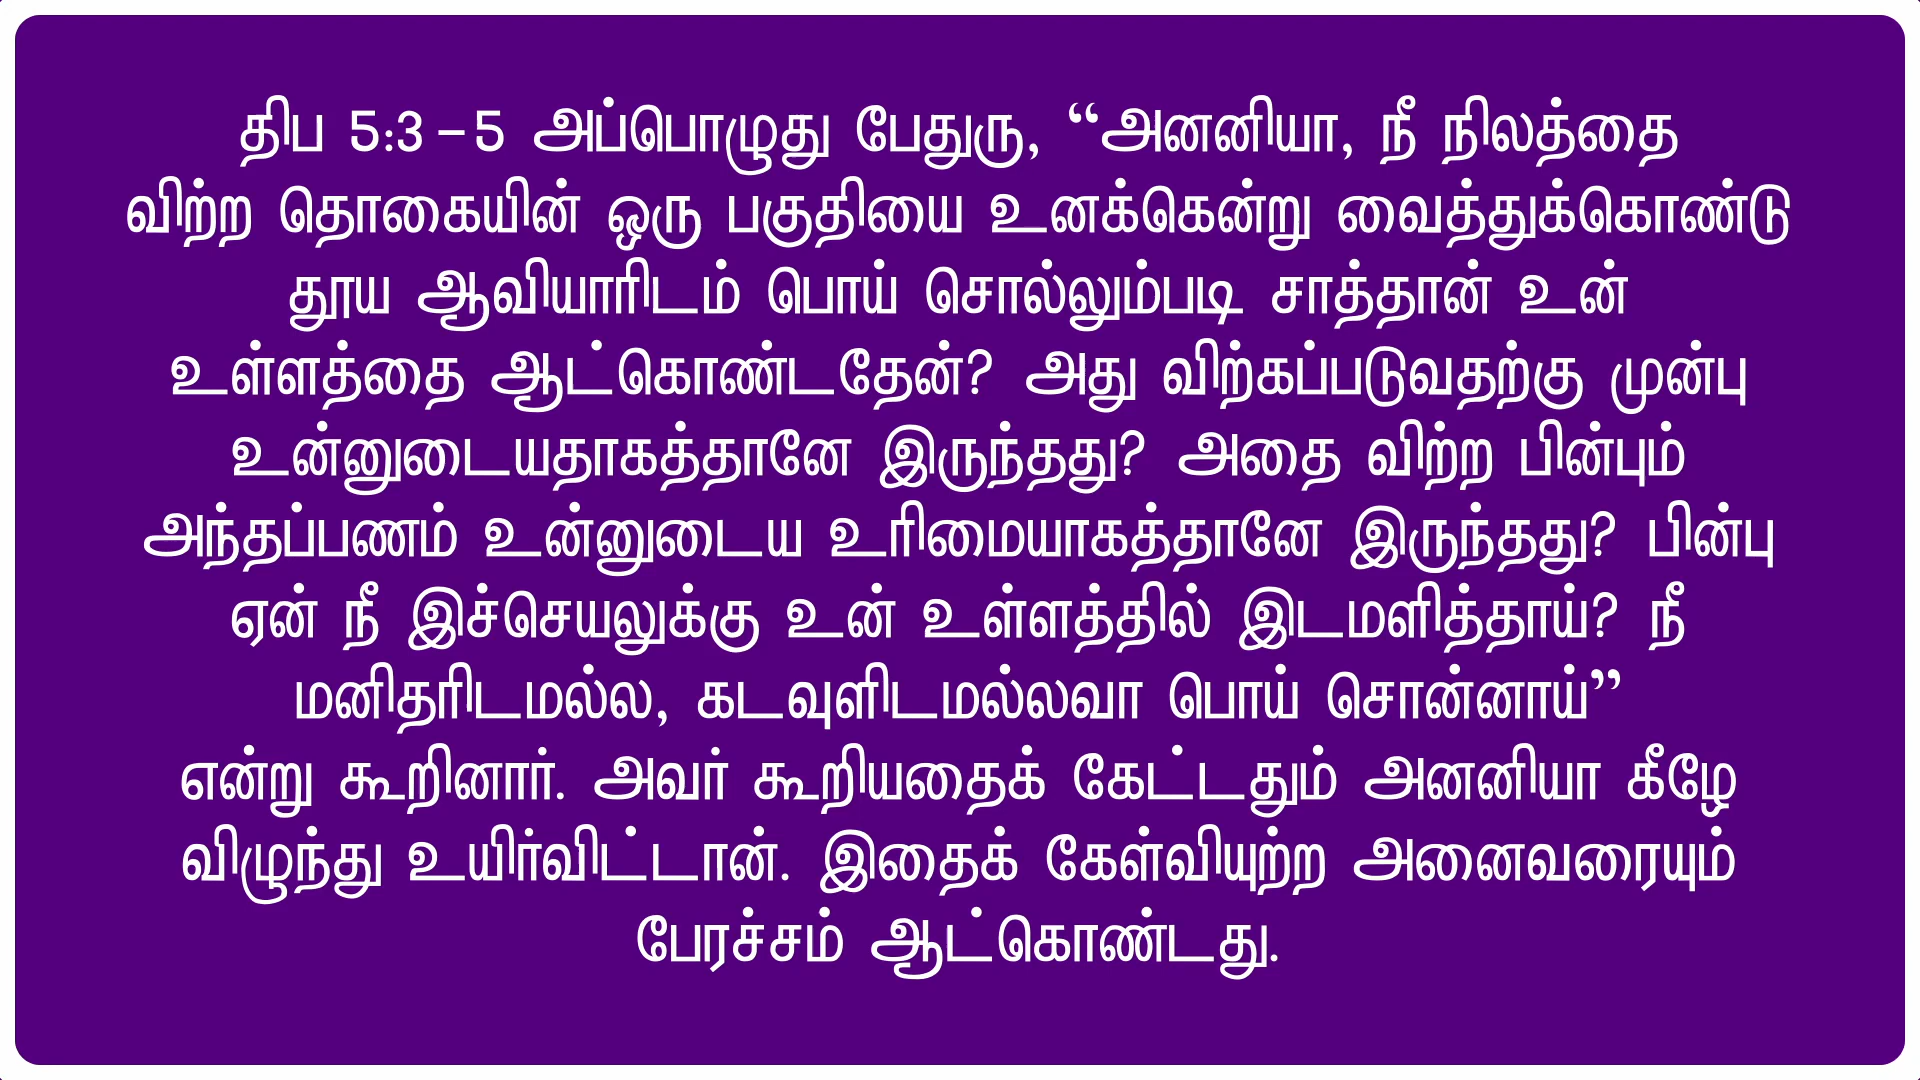 திப 5:3-5 அப்பொழுது பேதுரு, “அனனியா, நீ நிலத்தை
விற்ற தொகையின் ஒரு பகுதியை உனக்கென்று வைத்துக்கொண்டு
தூய ஆவியாரிடம் பொய் சொல்லும்படி சாத்தான் உன்
உள்ளத்தை ஆட்கொண்டதேன்? அது விற்கப்படுவதற்கு முன்பு
உன்னுடையதாகத்தானே இருந்தது? அதை விற்ற பின்பும்
அந்தப்பணம் உன்னுடைய உரிமையாகத்தானே இருந்தது? பின்பு
ஏன் நீ இச்செயலுக்கு உன் உள்ளத்தில் இடமளித்தாய்? நீ
மனிதரிடமல்ல, கடவுளிடமல்லவா பொய் சொன்னாய்”
என்று கூறினார். அவர் கூறியதைக் கேட்டதும் அனனியா கீழே
விழுந்து உயிர்விட்டான். இதைக் கேள்வியுற்ற அனைவரையும்
பேரச்சம் ஆட்கொண்டது.